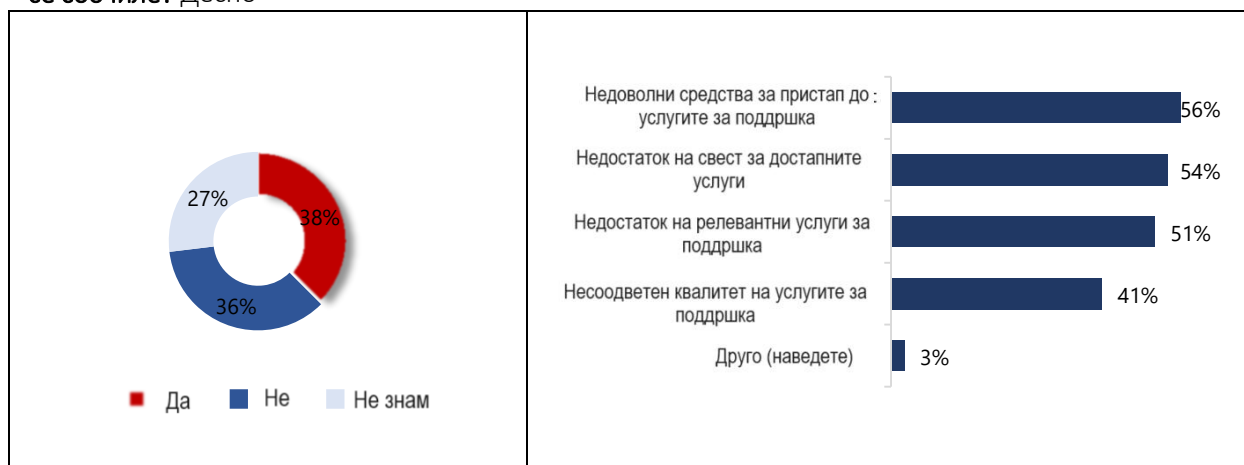 27%
38%
36%
Да Не Не знам
Недоволни средства за пристап до :
услугите за поддршка
56%
Недостаток на свест за достапните
услуги
54%
Недостаток на релевантни услуги за
поддршка
51%
Несоодветен квалитет на услугите за
поддршка
41%
Друго (наведете)
3%